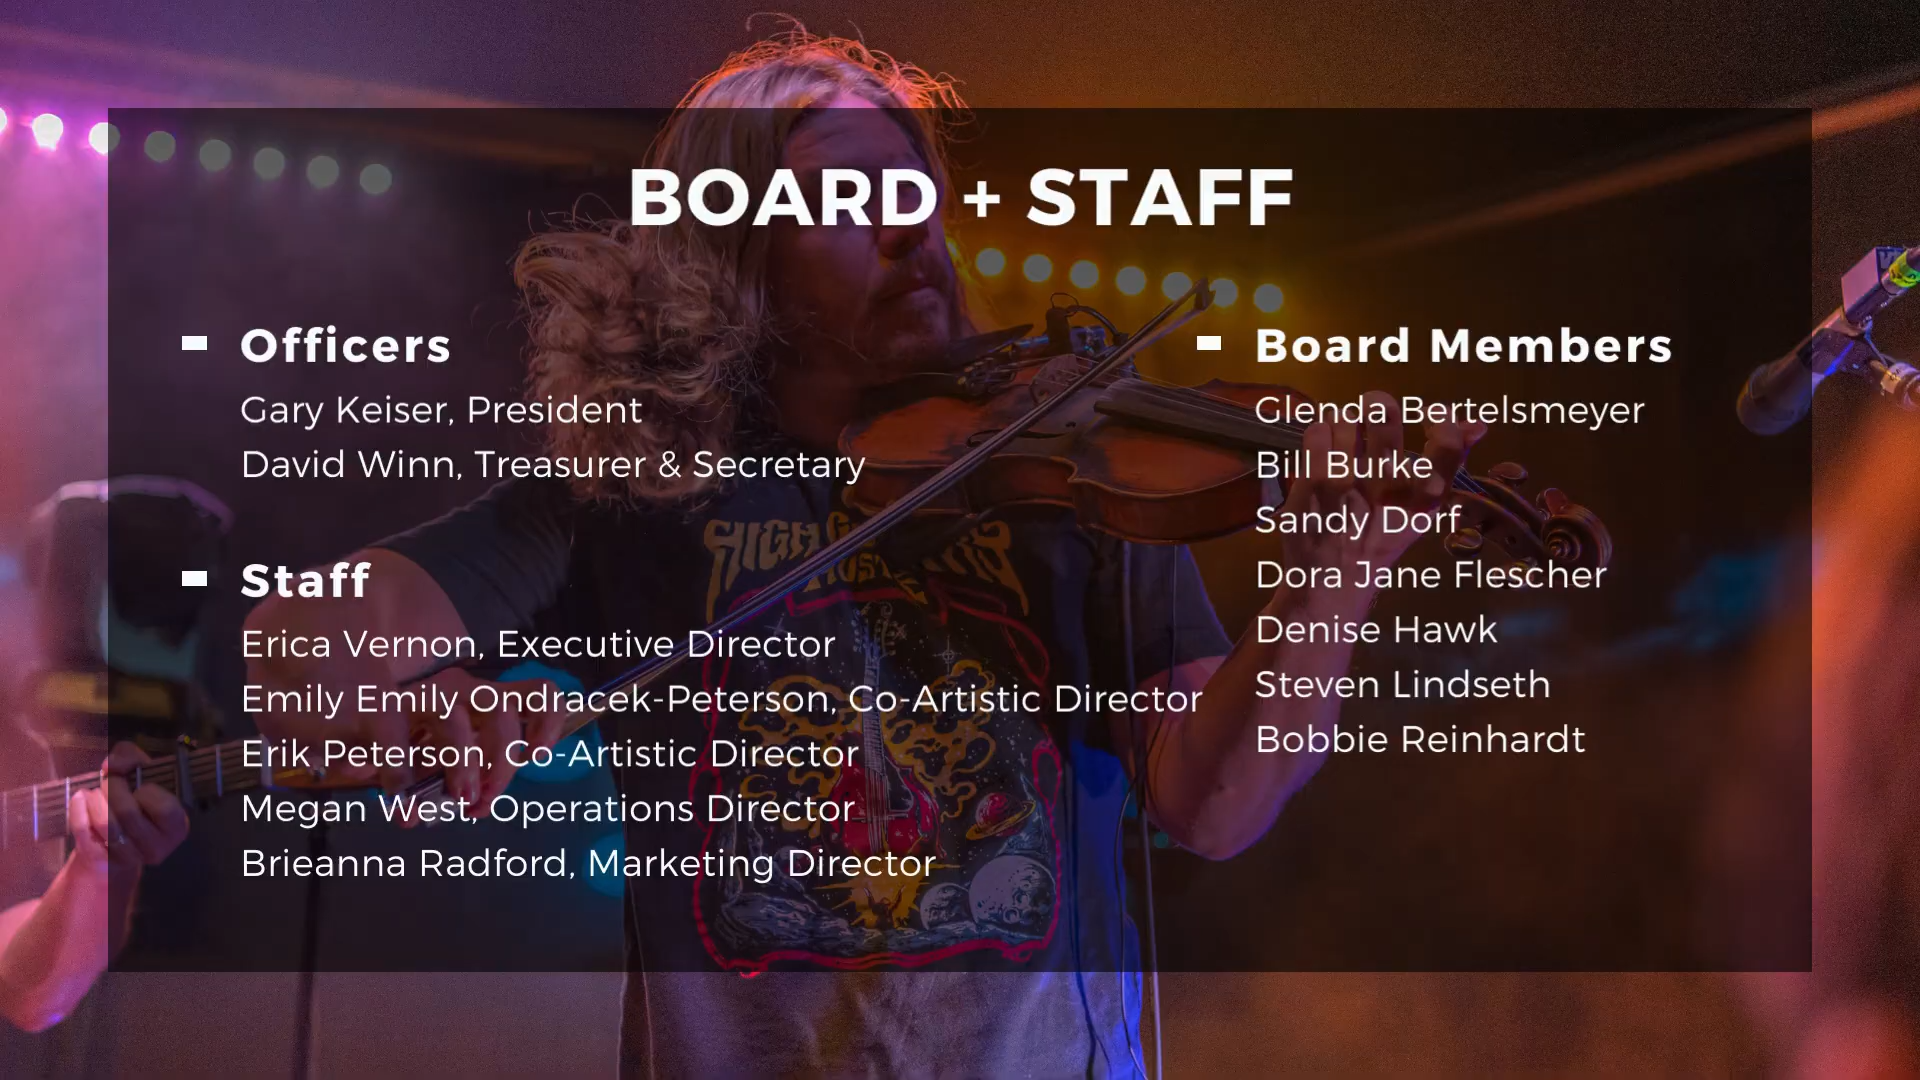 BOARD + STAFF
Officers
Gary Keiser, President
David Winn, Treasurer & Secretary
Staff
Erica Vernon, Executive Director
Emily Emily Ondracek-Peterson, Co-Artistic Director
Erik Peterson, Co-Artistic Director
Megan West, Operations Director
Brieanna Radford, Marketing Director
Board Members
Glenda Bertelsmeyer
Bill Burke
Sandy Dorf
Dora Jane Flescher
Denise Hawk
Steven Lindseth
Bobbie Reinhardt
HIGH